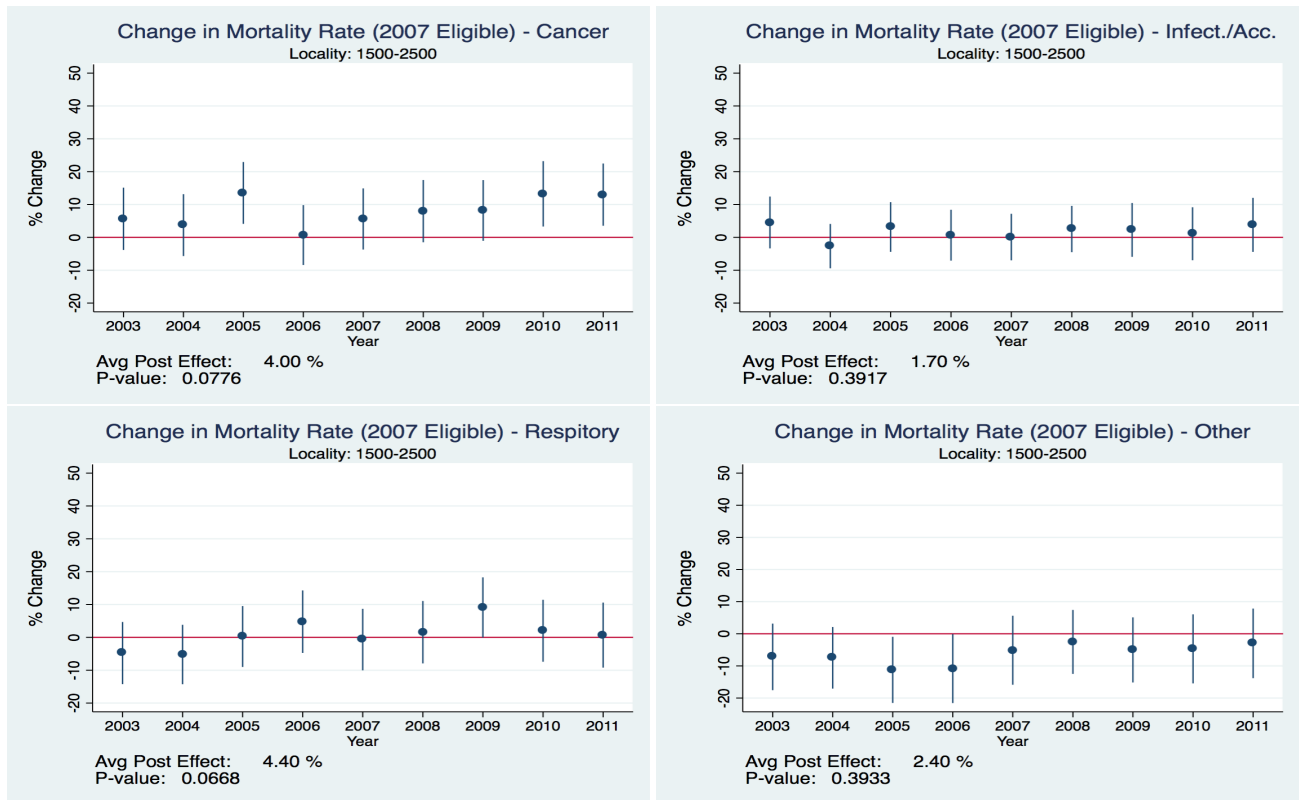 Change in Mortality Rate (2007 Eligible) - Cancer
Locality: 1500-2500
% Change
50
40
30
20
10
0
-10
-20
2003 2004 2005 2006 2007 2008 2009 2010 2011
Year
Avg Post Effect: 4.00 %
P-value: 0.0776
Change in Mortality Rate (2007 Eligible) - Infect./Acc.
Locality: 1500-2500
% Change
50
40
30
20
10
0
-10
-20
2003 2004 2005 2006 2007 2008 2009 2010 2011
Year
Avg Post Effect: 1.70 %
P-value: 0.3917
Change in Mortality Rate (2007 Eligible) - Respitory
Locality: 1500-2500
% Change
50
40
30
20
10
0
-10
-20
2003 2004 2005 2006 2007 2008 2009 2010 2011
Year
Avg Post Effect: 4.40 %
P-value: 0.0668
Change in Mortality Rate (2007 Eligible) - Other
Locality: 1500-2500
% Change
50
40
30
20
10
0
-10
-20
2003 2004 2005 2006 2007 2008 2009 2010 2011
Year
Avg Post Effect: 2.40 %
P-value: 0.3933